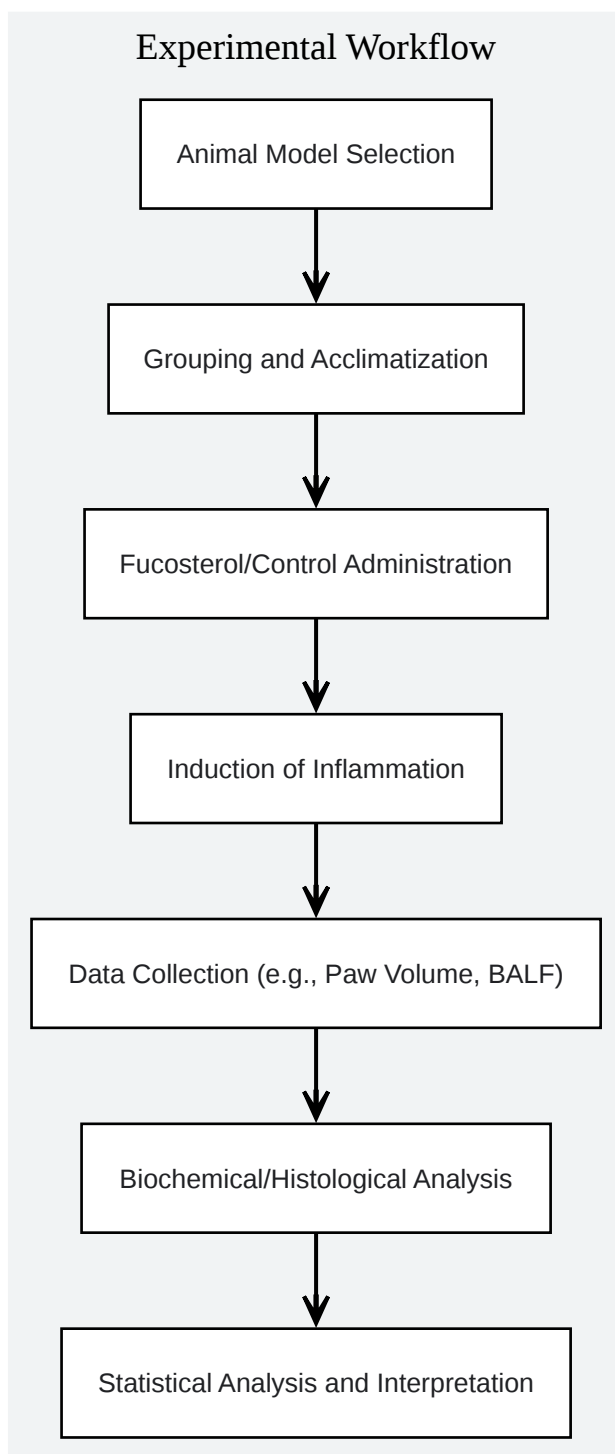 Experimental Workflow
Animal Model Selection
Grouping and Acclimatization
Fucosterol/Control Administration
Induction of Inflammation
Data Collection (e.g., Paw Volume, BALF)
Biochemical/Histological Analysis
Statistical Analysis and Interpretation